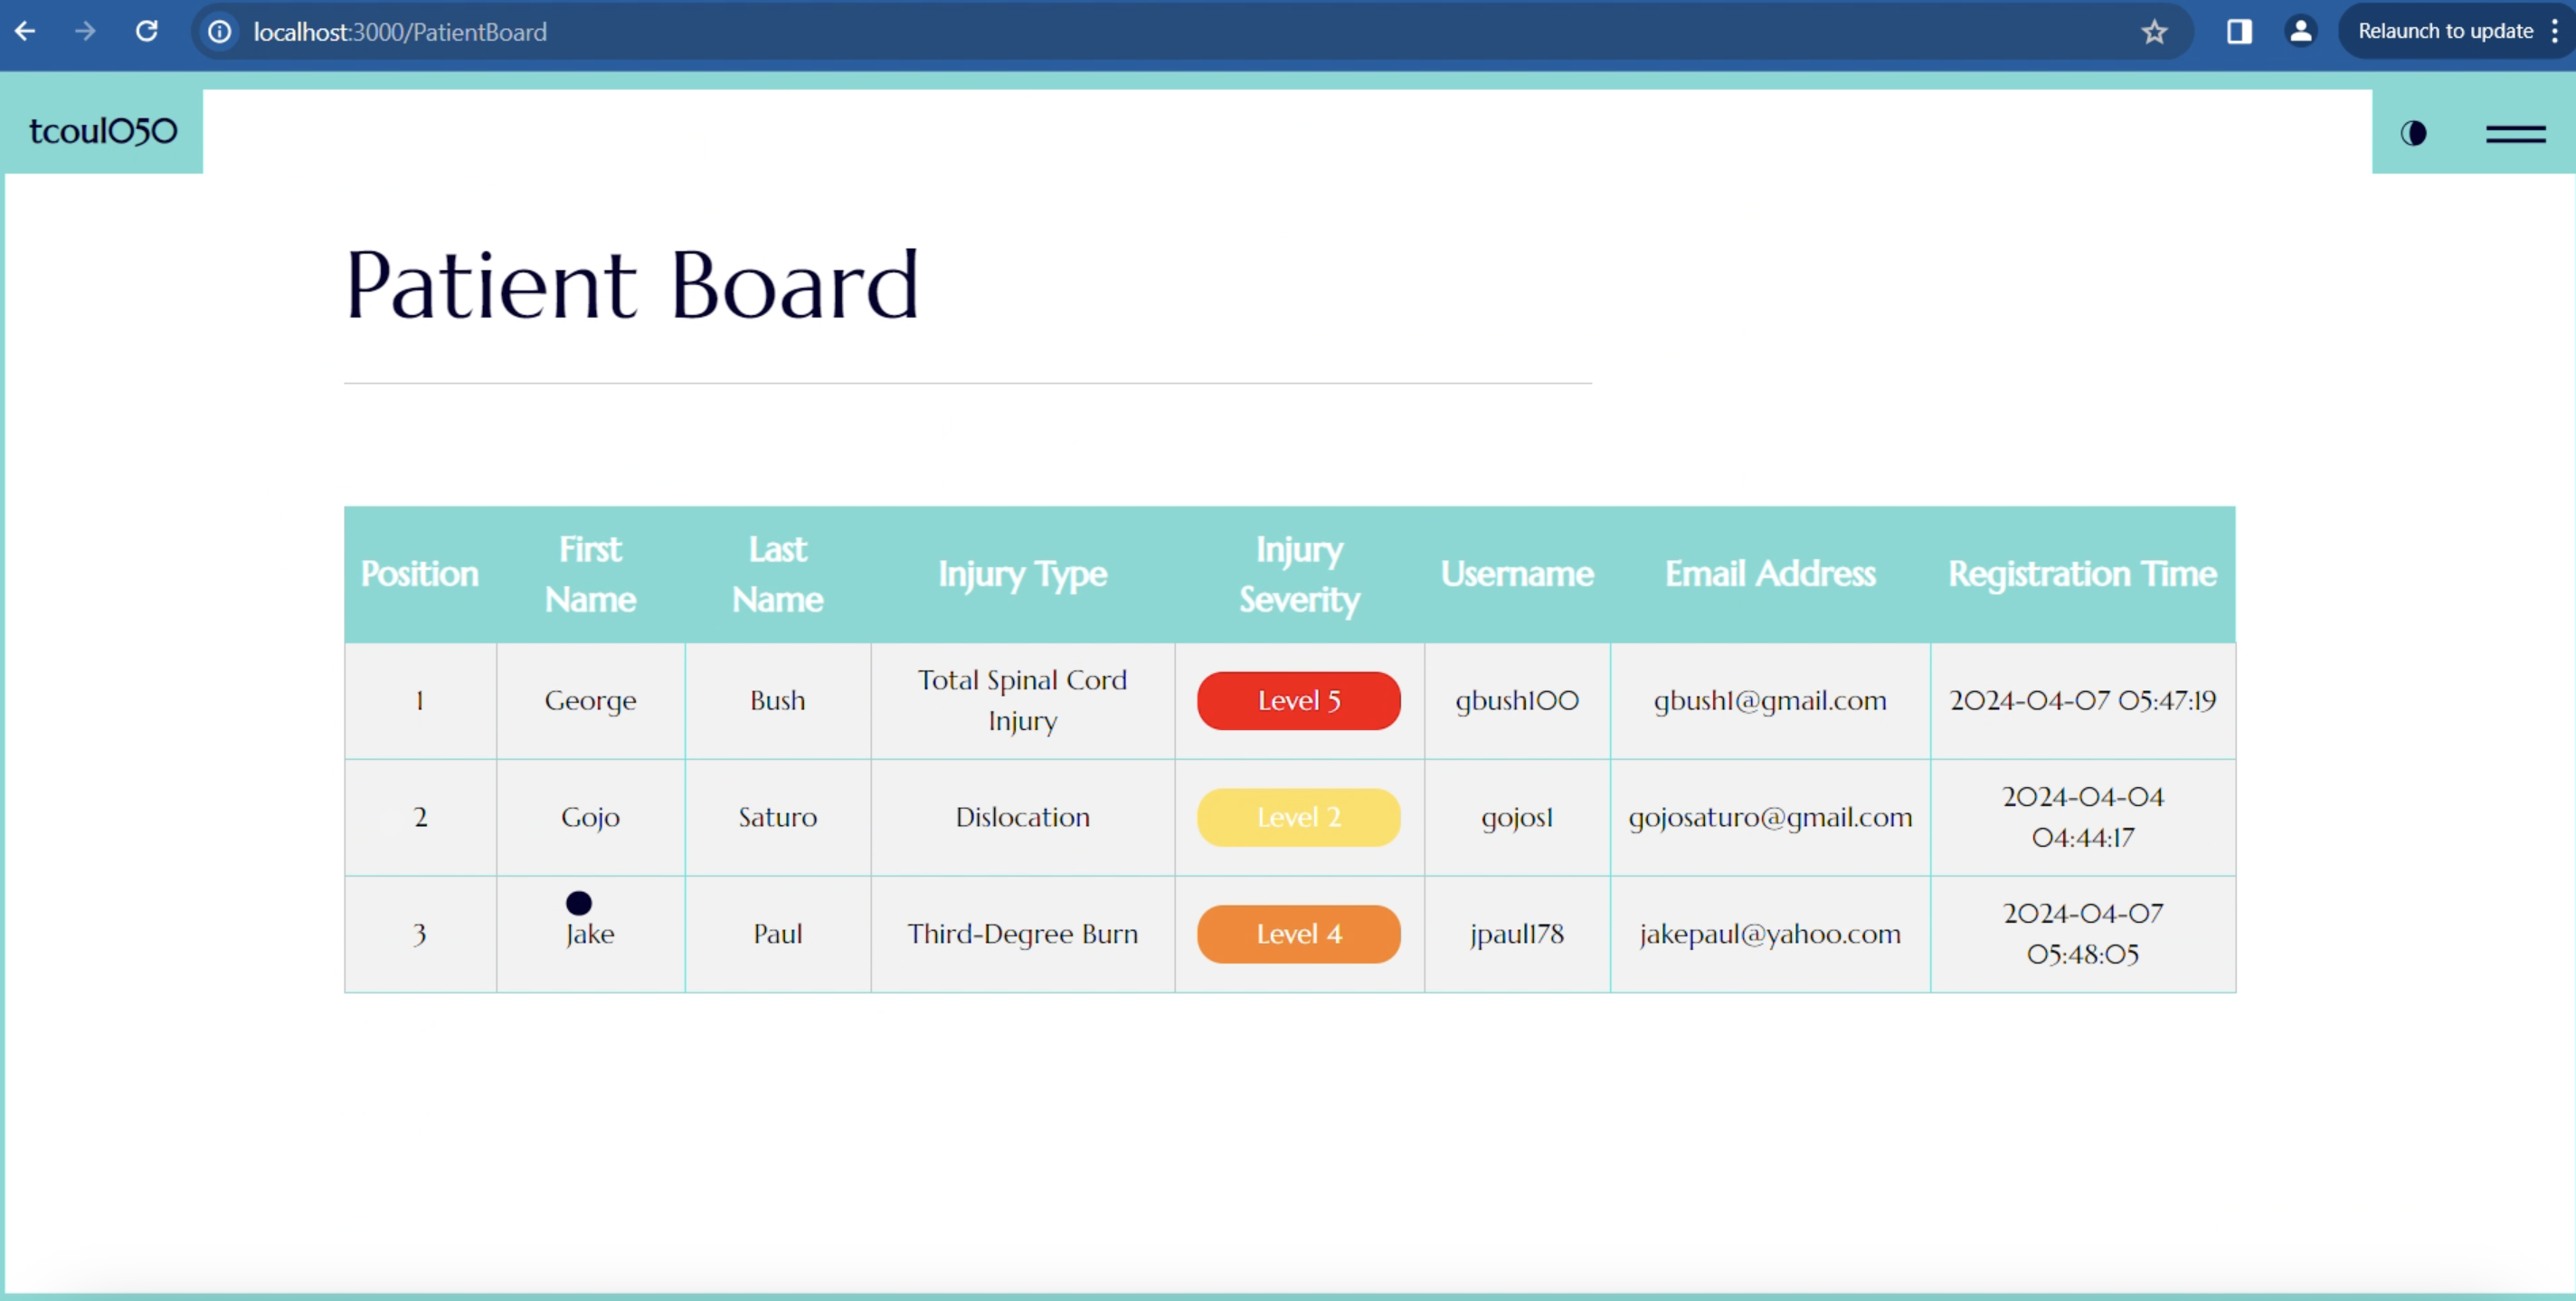 localhost:3000/PatientBoard
Relaunch to update
tcoul050
Patient Board
Position
First
Name
Last
Name
Injury Type
Injury
Severity
Username
Email Address
Registration Time
1
George
Bush
Total Spinal Cord
Injury
Level 5
gbush100
gbush1@gmail.com
2024-04-07 05:47:19
2
Gojo
Saturo
Dislocation
Level 2
gojos1
gojosaturo@gmail.com
2024-04-04
04:44:17
3
Jake
Paul
Third-Degree Burn
Level 4
jpaul178
jakepaul@yahoo.com
2024-04-07
05:48:05